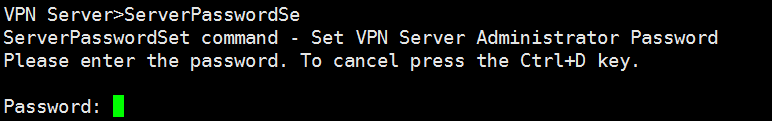 VPN Server>ServerPasswordSe
ServerPasswordSet command - Set VPN Server Administrator Password
Please enter the password. To cancel press the Ctrl+D key.
Password: